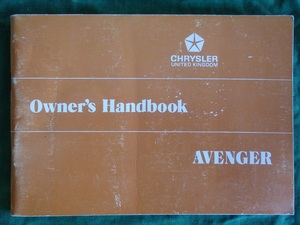 CHRYSLER
UNITED KINGDOM
Owner's Handbook
AVENGER